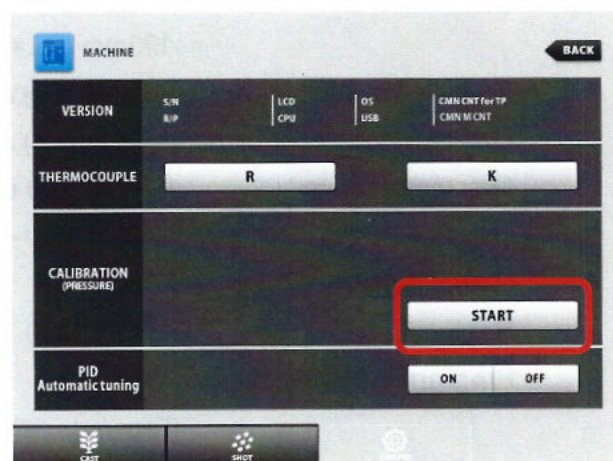 MACHINE
BACK
VERSION
S/N LCD OS CMN CNT for TP
R/P CPU USB CMN M CNT
THERMOCOUPLE R K
CALIBRATION
(PRESSURE)
START
PID
Automatic tuning
ON OFF
CAST SHOT